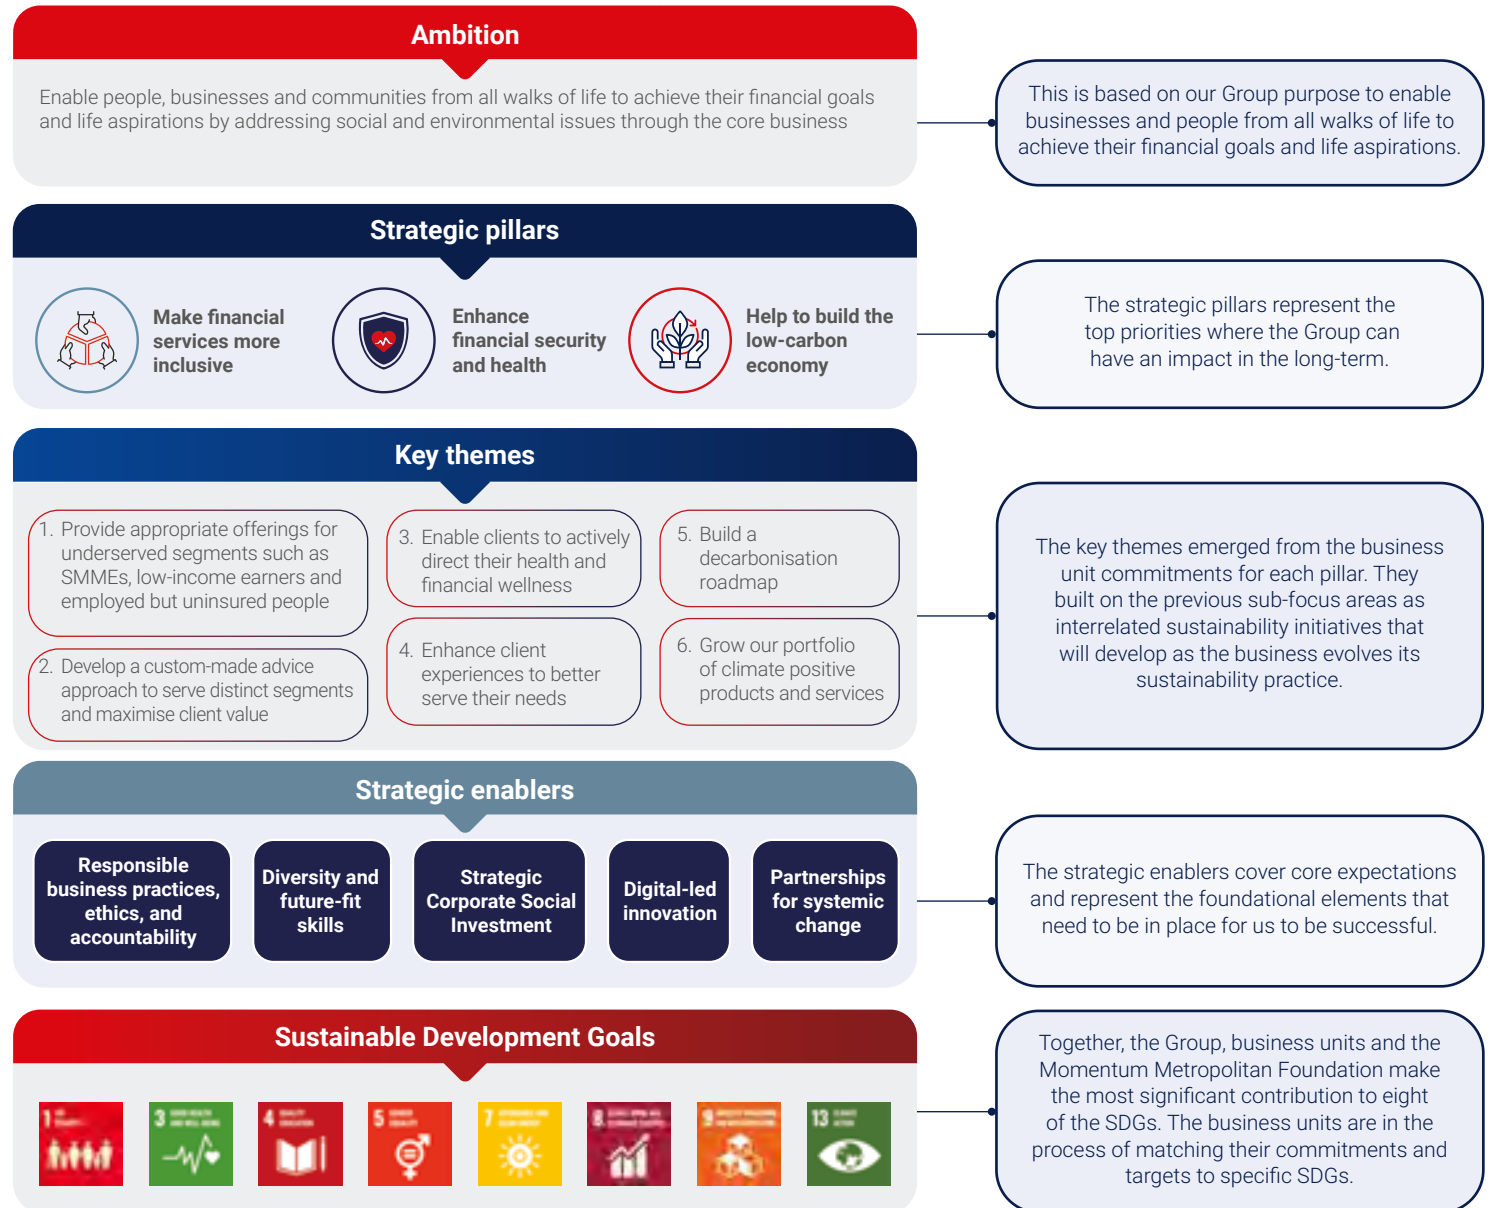 Ambition
Enable people, businesses and communities from all walks of life to achieve their financial goals
and life aspirations by addressing social and environmental issues through the core business
This is based on our Group purpose to enable
businesses and people from all walks of life to
achieve their financial goals and life aspirations.
Strategic pillars
Make financial
services more
inclusive
Enhance
financial security
and health
Help to build the
low-carbon
economy
The strategic pillars represent the
top priorities where the Group can
have an impact in the long-term.
Key themes
1. Provide appropriate offerings for
underserved segments such as
SMMEs, low-income earners and
employed but uninsured people
2. Develop a custom-made advice
approach to serve distinct segments
and maximise client value
3. Enable clients to actively
direct their health and
financial wellness
4. Enhance client
experiences to better
serve their needs
5. Build a
decarbonisation
roadmap
6. Grow our portfolio
of climate positive
products and services
The key themes emerged from the business
unit commitments for each pillar. They
built on the previous sub-focus areas as
interrelated sustainability initiatives that
will develop as the business evolves its
sustainability practice.
Strategic enablers
Responsible
business practices,
ethics, and
accountability
Diversity and
future-fit
skills
Strategic
Corporate Social
Investment
Digital-led
innovation
Partnerships
for systemic
change
The strategic enablers cover core expectations
and represent the foundational elements that
need to be in place for us to be successful.
Sustainable Development Goals
1
3
4
5
7
8
9
13
Together, the Group, business units and the
Momentum Metropolitan Foundation make
the most significant contribution to eight
of the SDGs. The business units are in the
process of matching their commitments and
targets to specific SDGs.